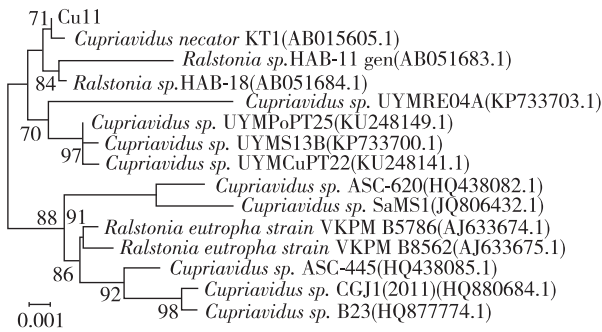 71 Cu11
Cupriavidus necator KT1(AB015605.1)
Ralstonia sp.HAB-11 gen(AB051683.1)
84 Ralstonia sp.HAB-18(AB051684.1)
Cupriavidus sp. UYMRE04A(KP733703.1)
70 Cupriavidus sp. UYMPoPT25(KU248149.1)
Cupriavidus sp. UYMS13B(KP733700.1)
97 Cupriavidus sp. UYMCuPT22(KU248141.1)
Cupriavidus sp. ASC-620(HQ438082.1)
Cupriavidus sp. SaMS1(JQ806432.1)
88 91 Ralstonia eutropha strain VKPM B5786(AJ633674.1)
Ralstonia eutropha strain VKPM B8562(AJ633675.1)
86 Cupriavidus sp. ASC-445(HQ438085.1)
92 Cupriavidus sp. CGJ1(2011)(HQ880684.1)
98 Cupriavidus sp. B23(HQ877774.1)
0.001